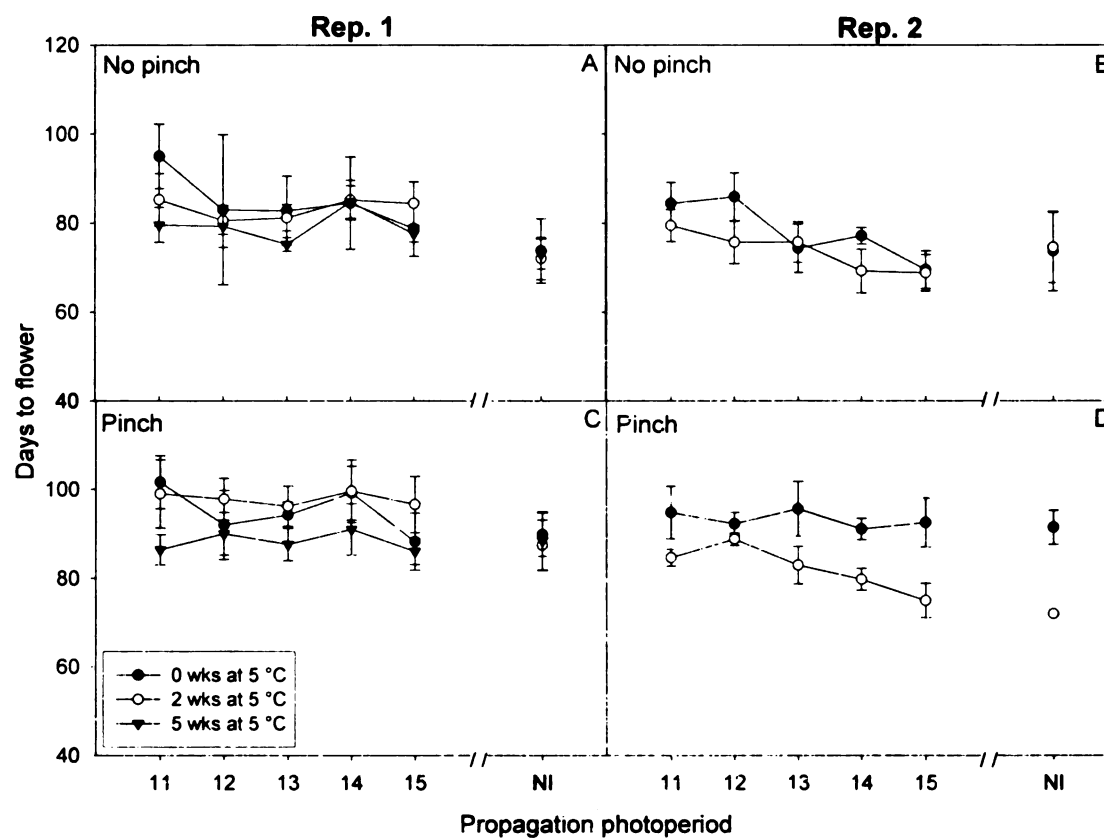 Rep. 1
Rep. 2
120
No pinch
A
No pinch
B
100
80
60
40
Pinch
C
Pinch
D
100
80
60
40
Days to flower
0 wks at 5 °C
2 wks at 5 °C
5 wks at 5 °C
11 12 13 14 15 // NI
11 12 13 14 15 // NI
Propagation photoperiod